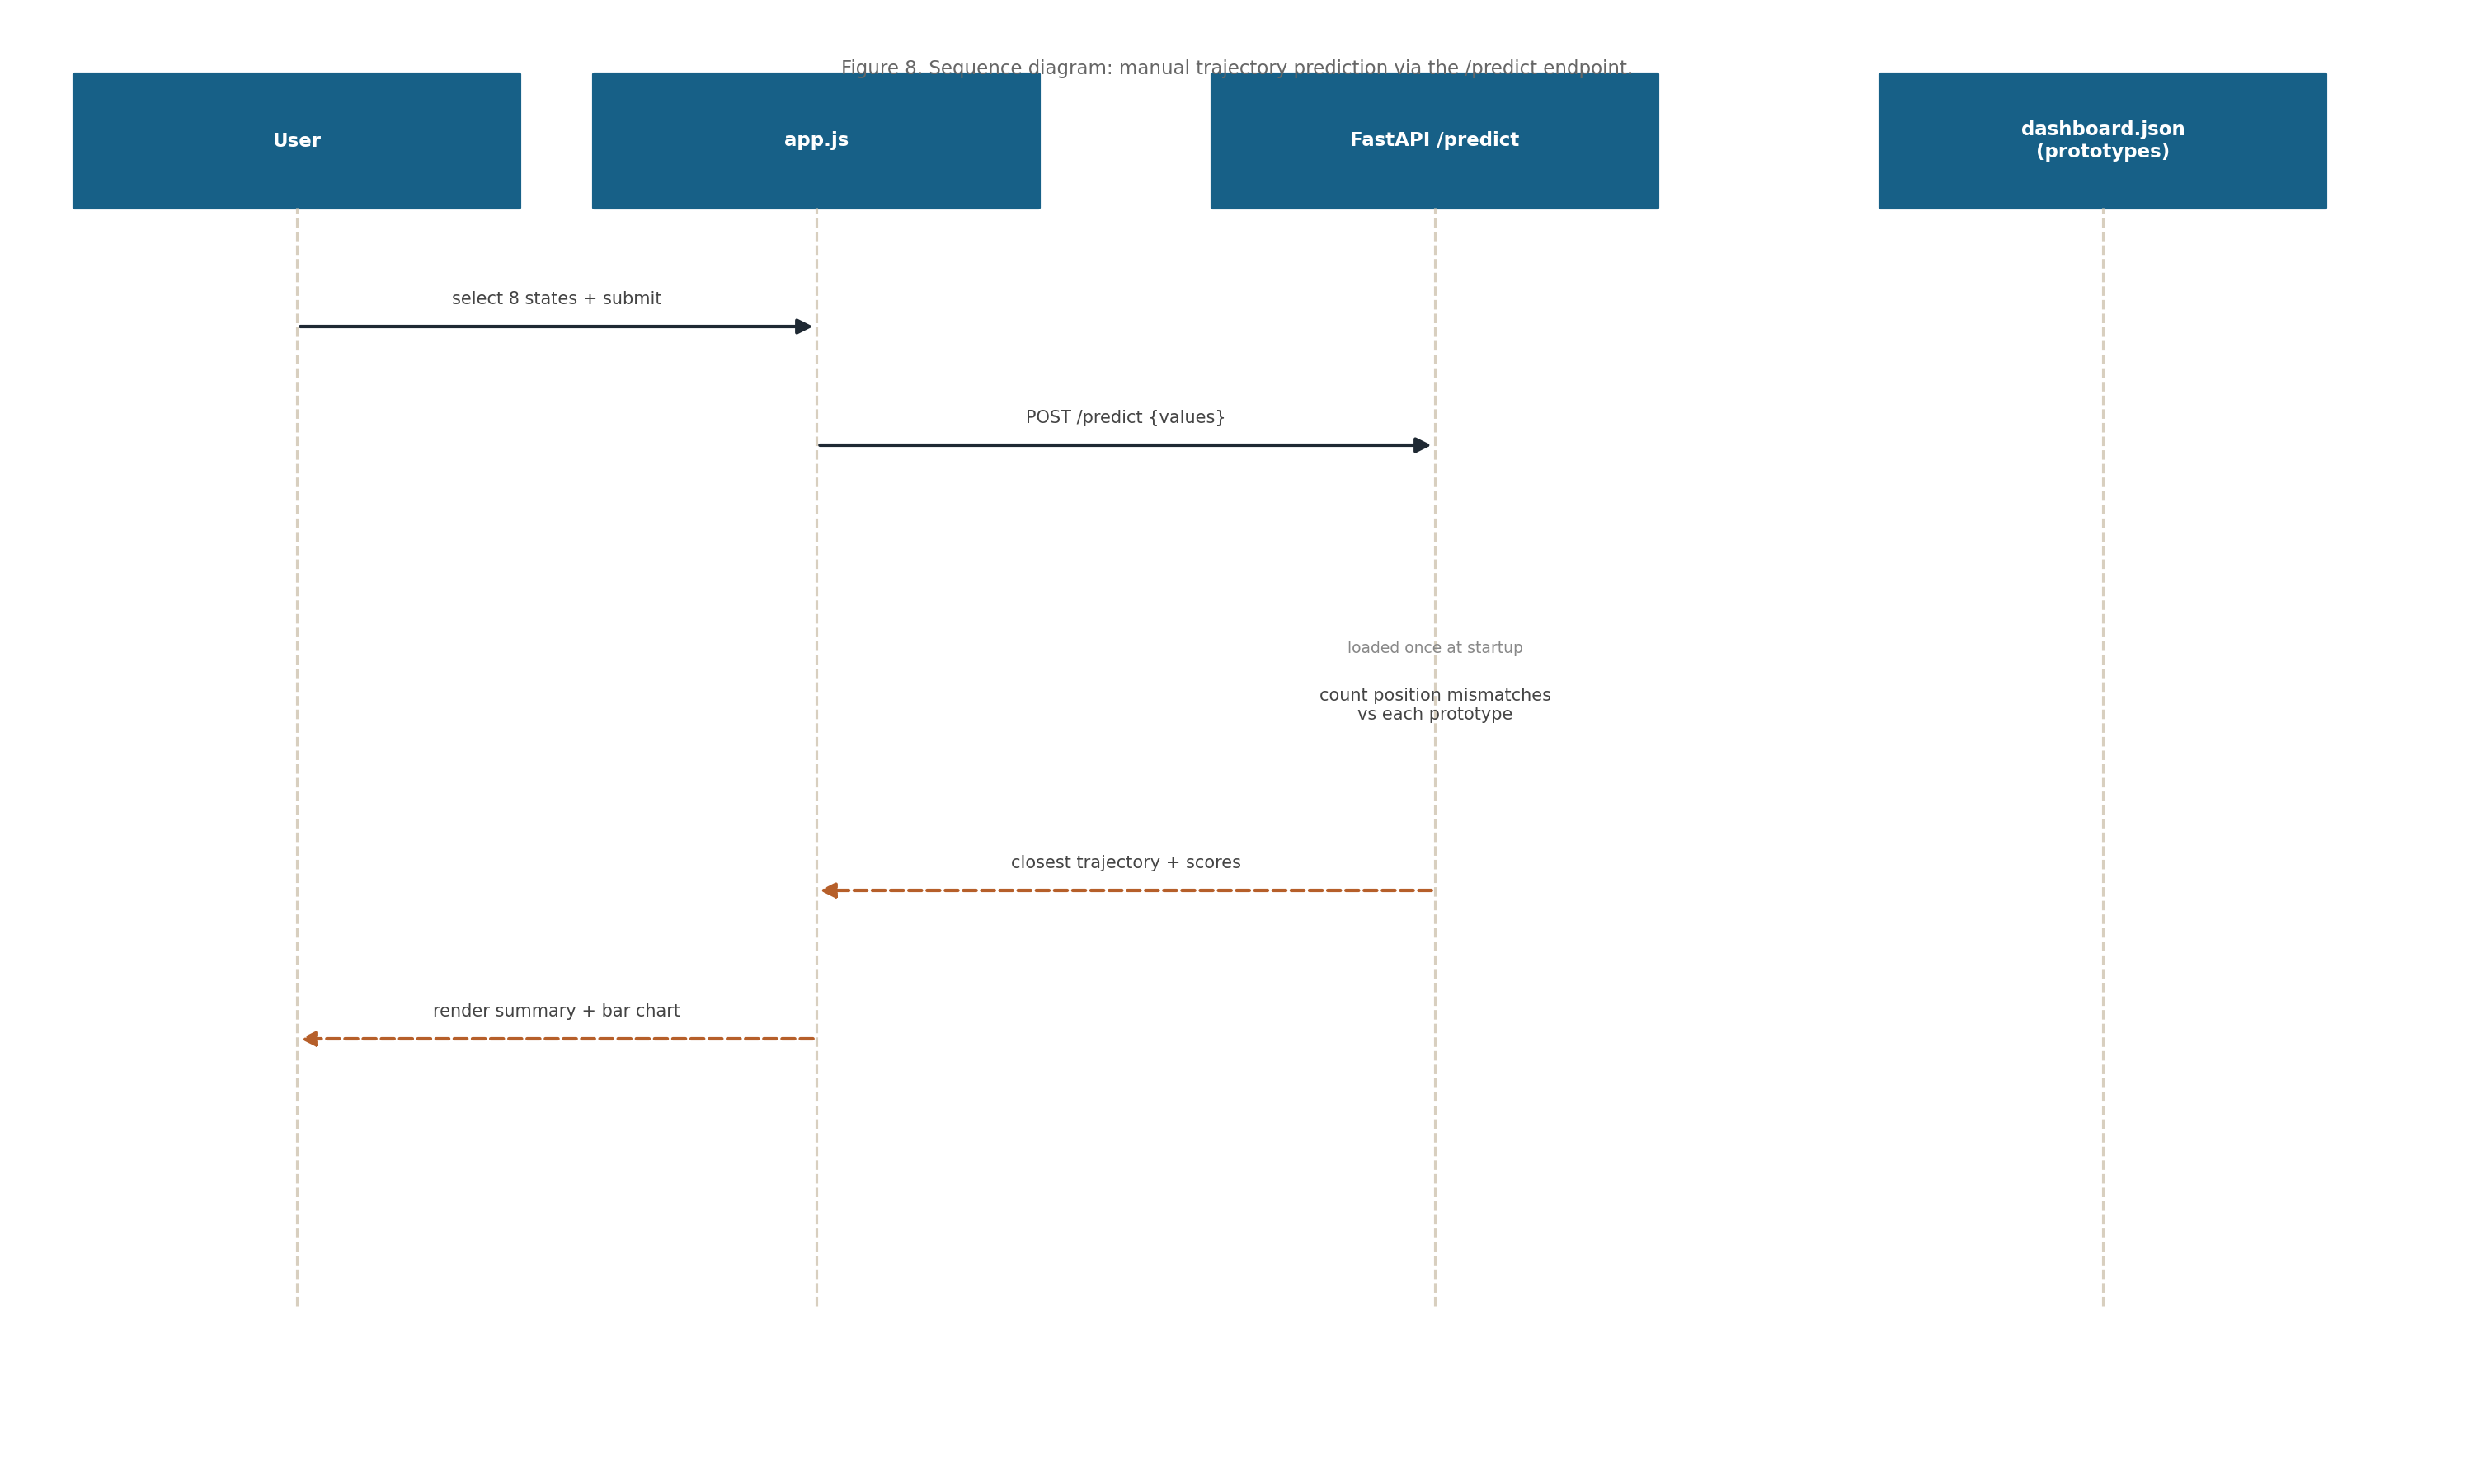 Figure 8. Sequence diagram: manual trajectory prediction via the /predict endpoint.
User
app.js
FastAPI /predict
dashboard.json
(prototypes)
select 8 states + submit
POST /predict {values}
loaded once at startup
count position mismatches
vs each prototype
closest trajectory + scores
render summary + bar chart